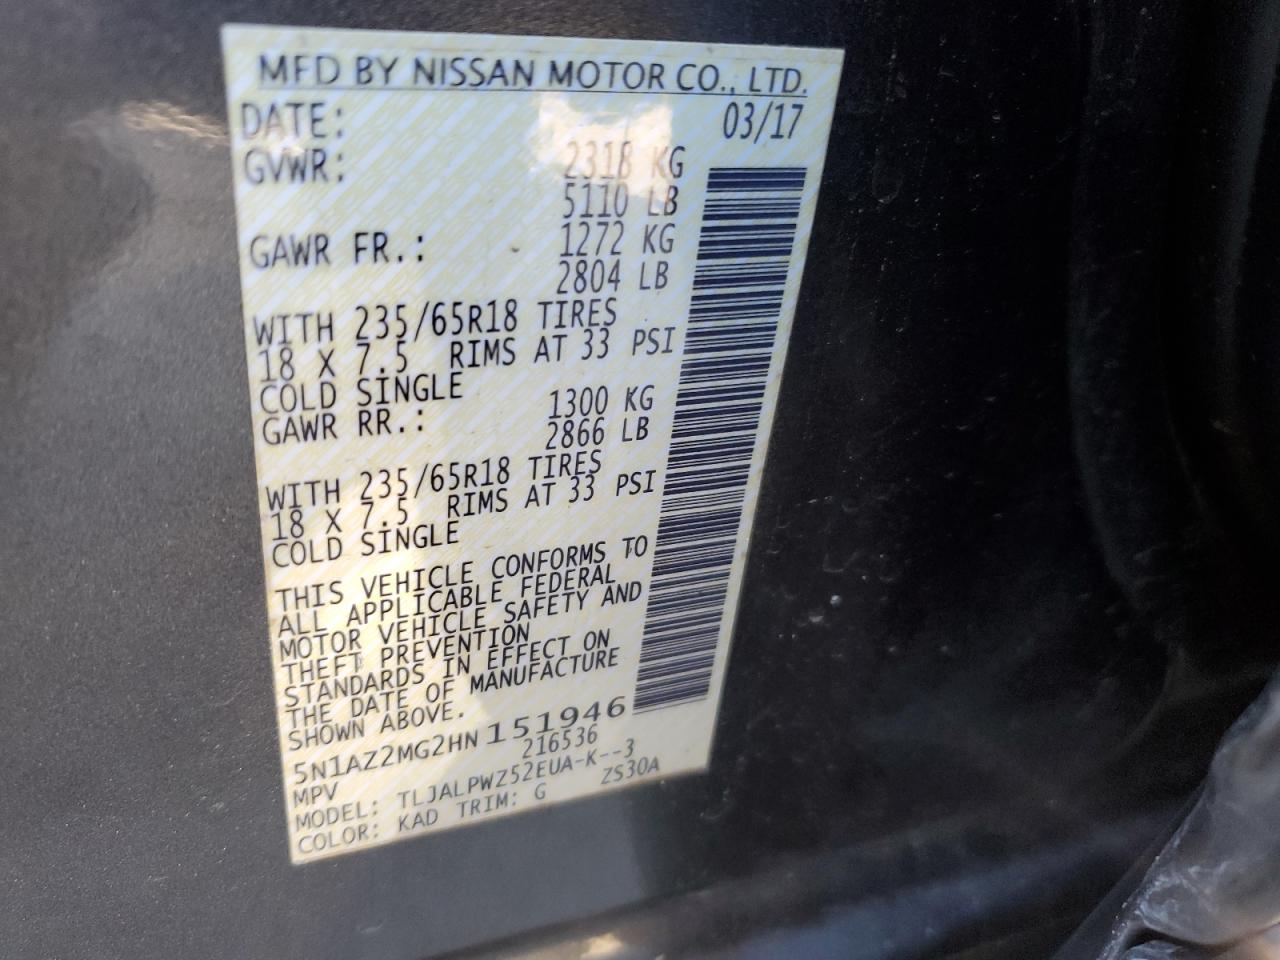 MFD BY NISSAN MOTOR CO., LTD.
DATE: 03/17
GVWR: 2318 KG
5110 LB
GAWR FR.: 1272 KG
2804 LB
WITH 235/65R18 TIRES
18 X 7.5 RIMS AT 33 PSI
COLD SINGLE
GAWR RR.: 1300 KG
2866 LB
WITH 235/65R18 TIRES
18 X 7.5 RIMS AT 33 PSI
COLD SINGLE
THIS VEHICLE CONFORMS TO
ALL APPLICABLE FEDERAL
MOTOR VEHICLE SAFETY AND
THEFT PREVENTION
STANDARDS IN EFFECT ON
THE DATE OF MANUFACTURE
SHOWN ABOVE.
5N1AZ2MG2HN151946
MPV 216536
MODEL: TLJALPWZ52EUA-K--3
COLOR: KAD TRIM: G ZS30A